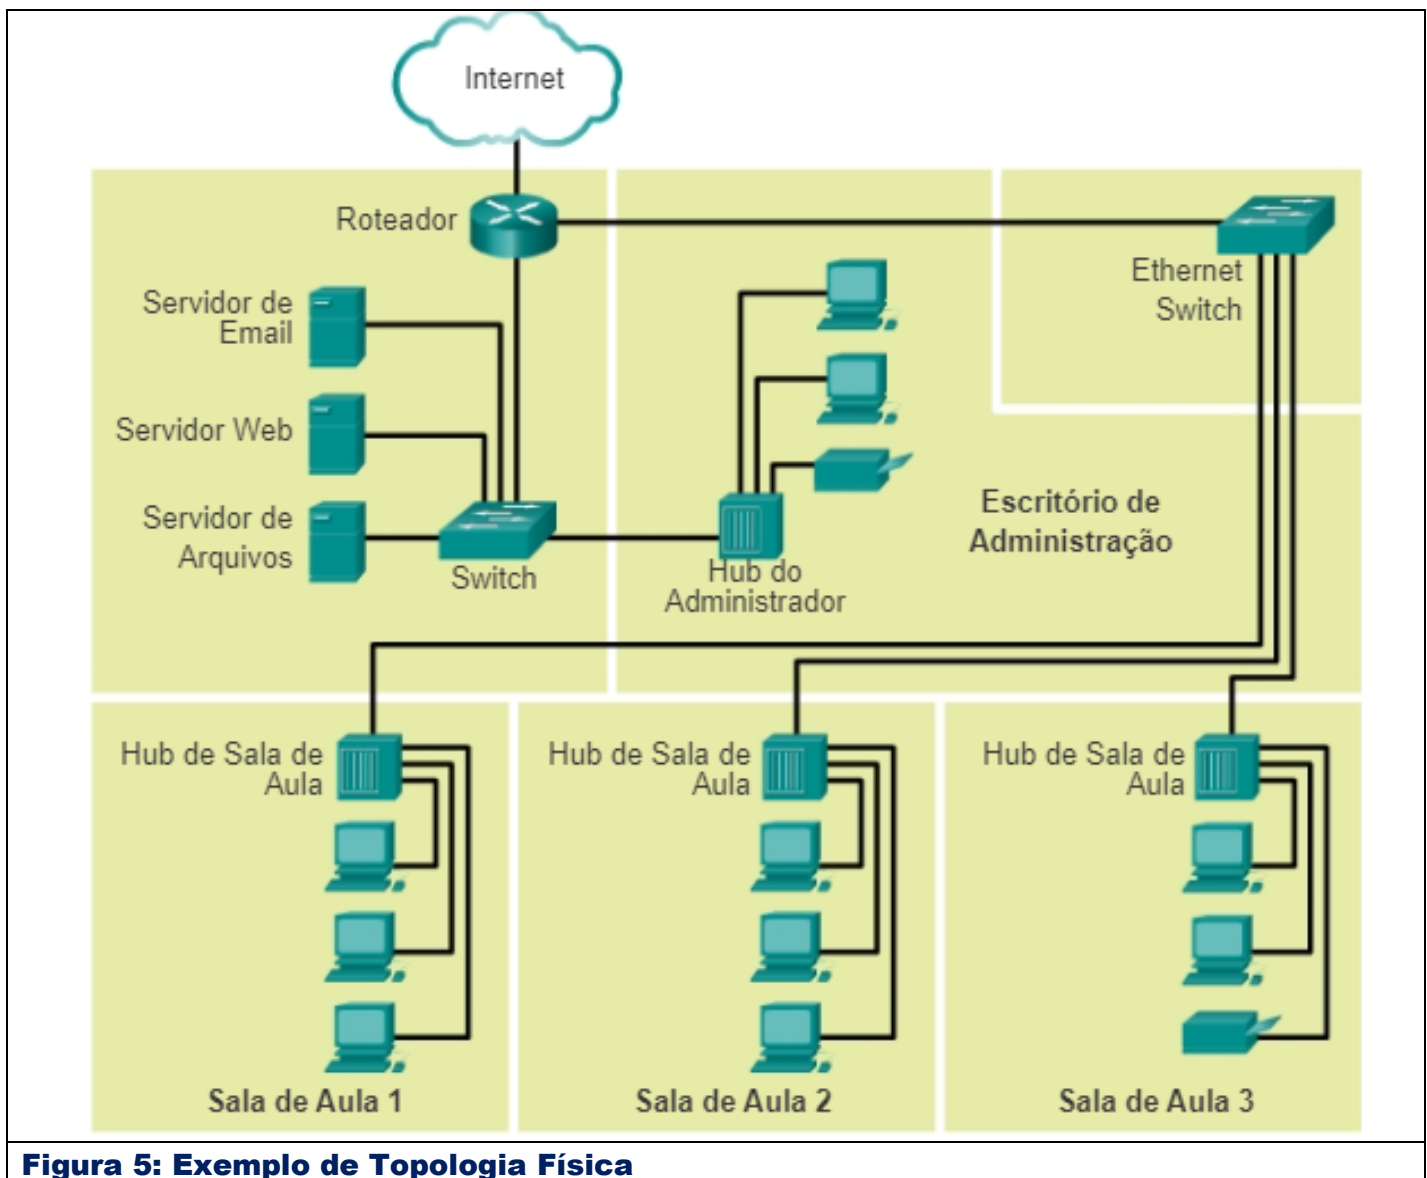 Internet
Roteador
Ethernet
Switch
Servidor de
Email
Servidor Web
Servidor de
Arquivos
Switch
Hub do
Administrador
Escritório de
Administração
Hub de Sala de
Aula
Hub de Sala de
Aula
Hub de Sala de
Aula
Sala de Aula 1
Sala de Aula 2
Sala de Aula 3
Figura 5: Exemplo de Topologia Física